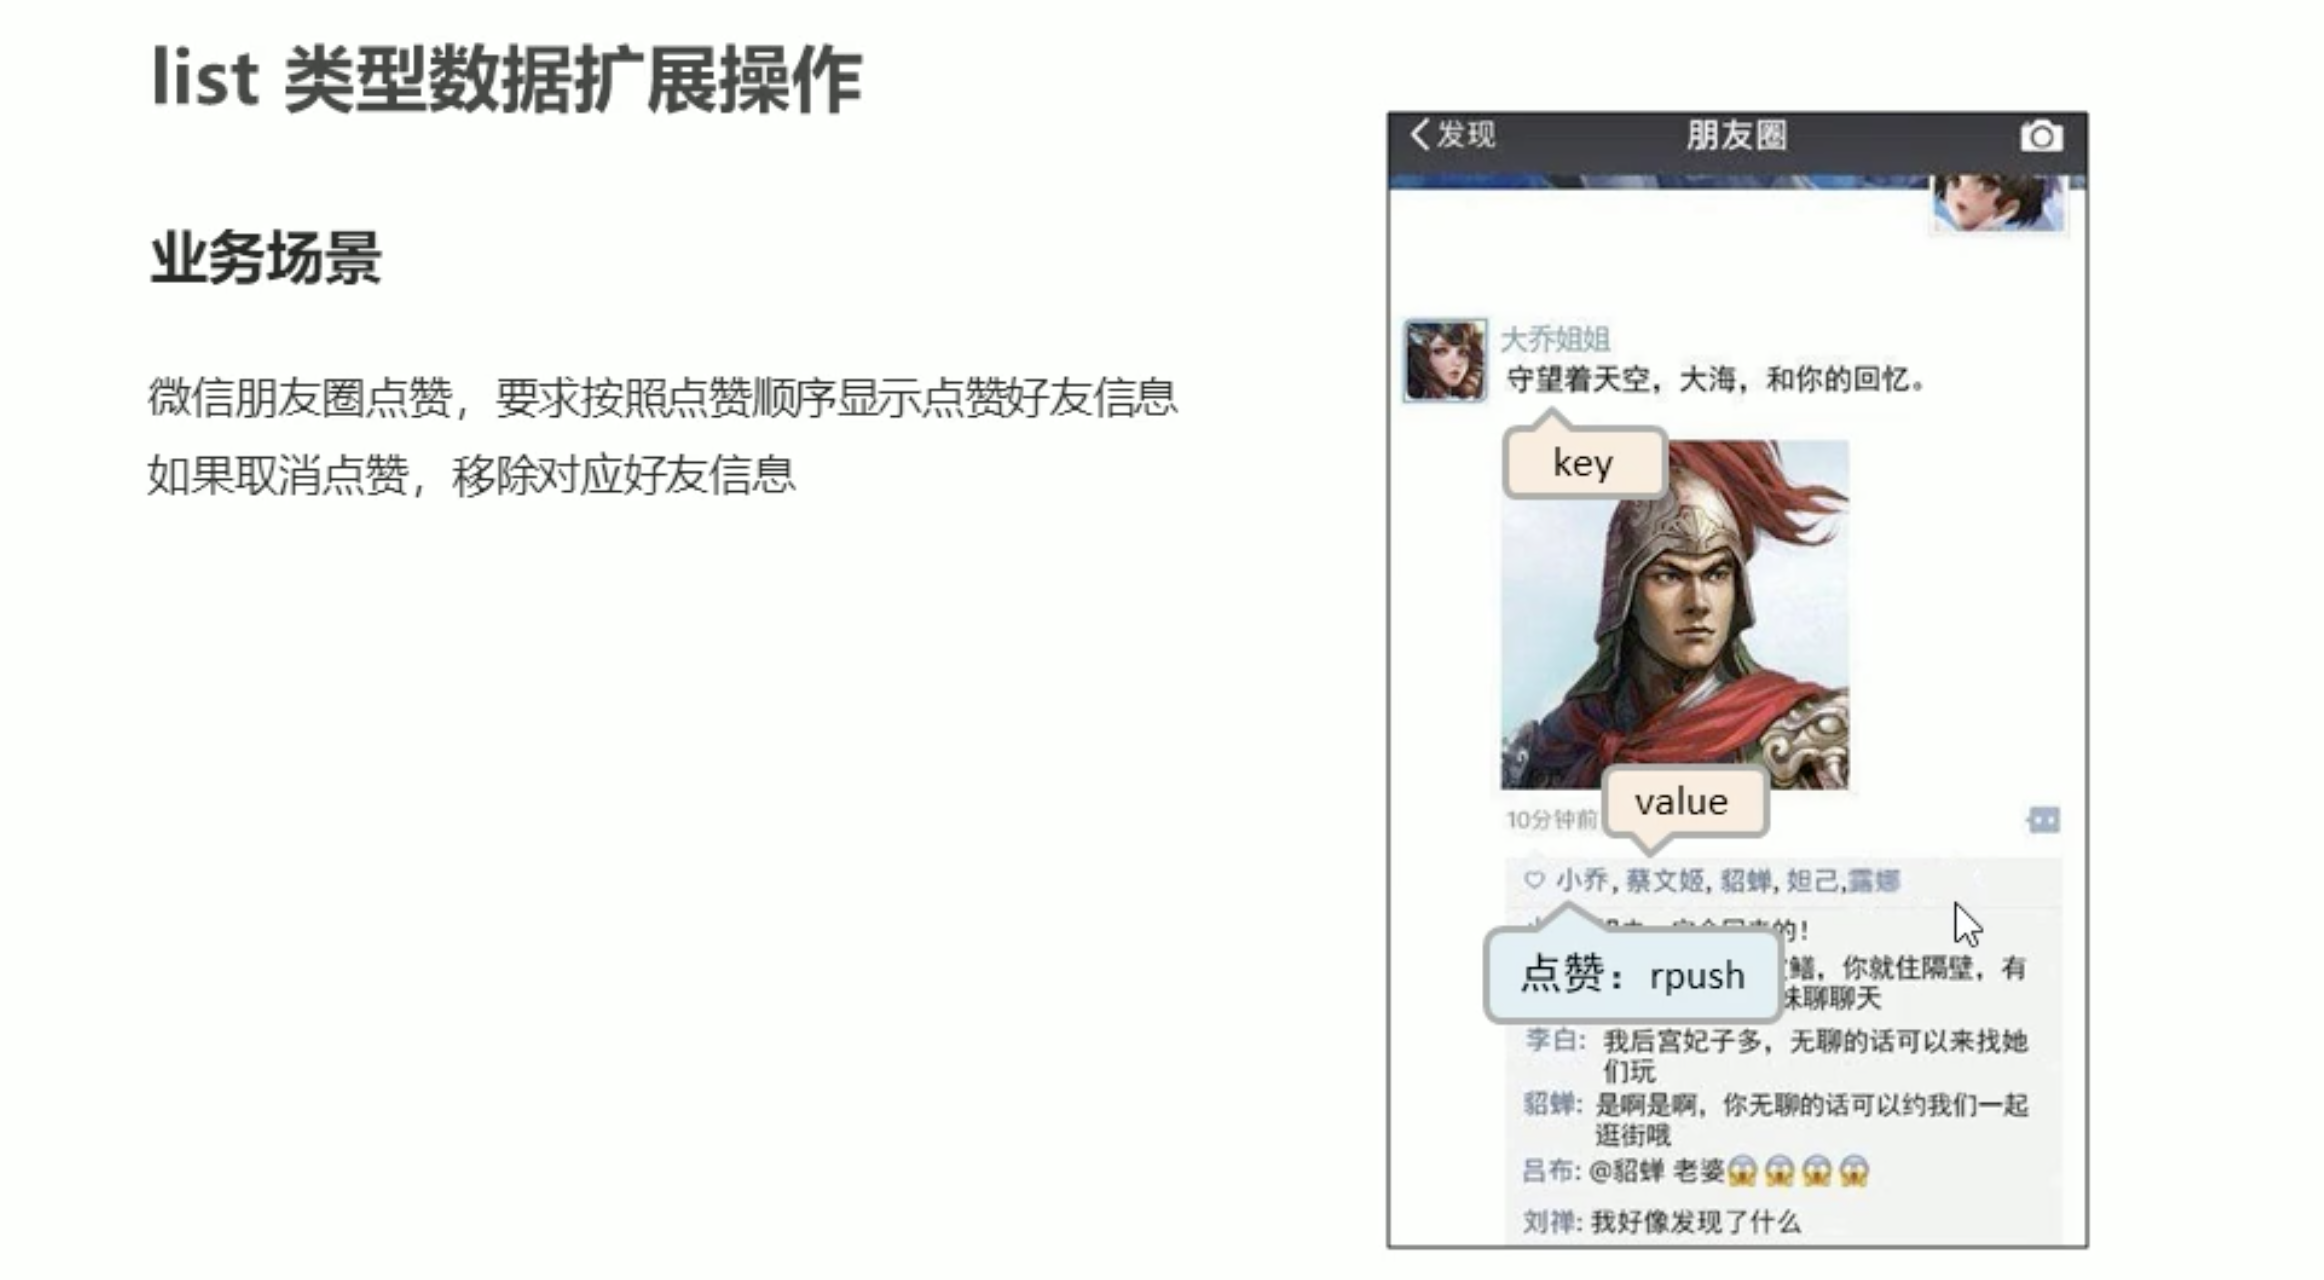 list 类型数据扩展操作
业务场景
微信朋友圈点赞，要求按照点赞顺序显示点赞好友信息
如果取消点赞，移除对应好友信息
发现
朋友圈
大乔姐姐
守望着天空，大海，和你的回忆。
key
value
10分钟前
小乔, 蔡文姬, 貂蝉, 妲己,露娜
的！
点赞：rpush
鳝，你就住隔壁，有
妹聊聊天
李白: 我后宫妃子多，无聊的话可以来找她
们玩
貂蝉: 是啊是啊，你无聊的话可以约我们一起
逛街哦
吕布: @貂蝉 老婆😱😱😱😱
刘禅: 我好像发现了什么